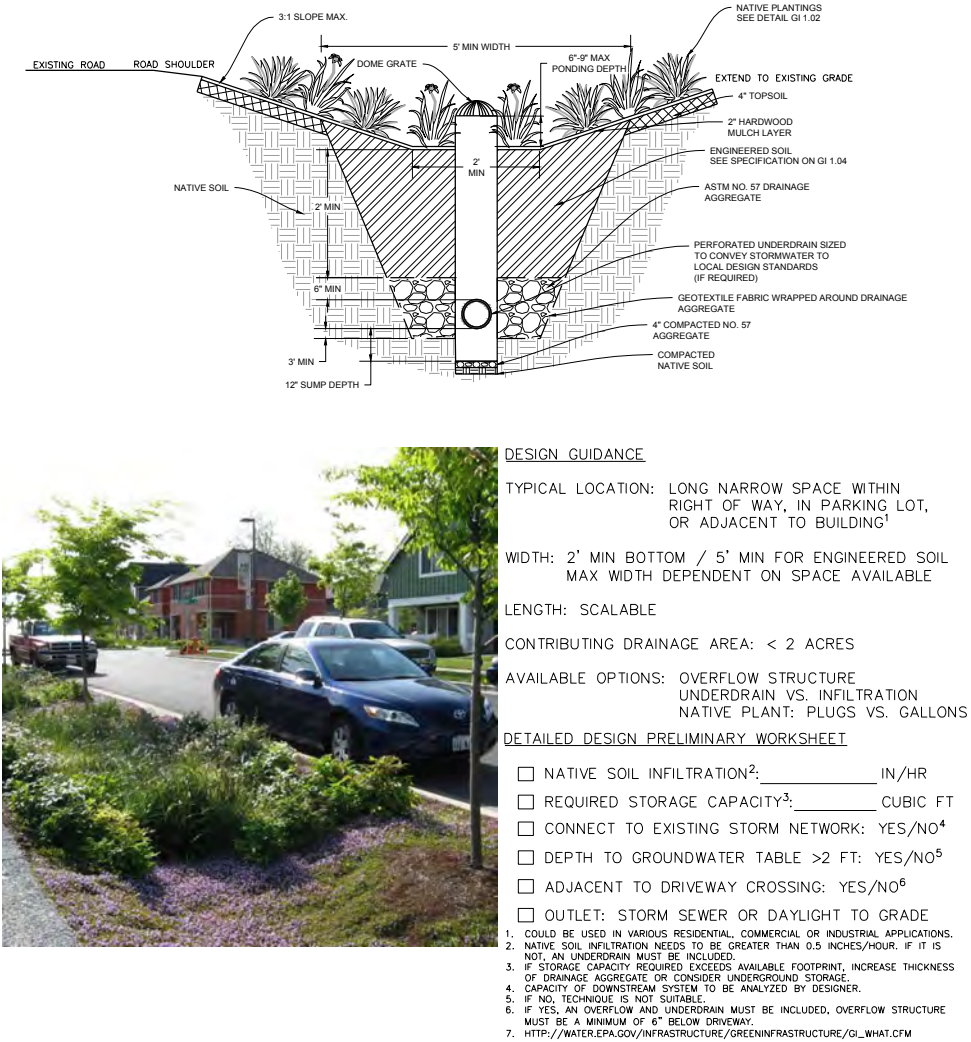 3:1 SLOPE MAX.
NATIVE PLANTINGS
SEE DETAIL GI 1.02
5' MIN WIDTH
EXISTING ROAD
ROAD SHOULDER
DOME GRATE
6"-9" MAX
PONDING DEPTH
EXTEND TO EXISTING GRADE
4" TOPSOIL
2" HARDWOOD
MULCH LAYER
2'
MIN
ENGINEERED SOIL
SEE SPECIFICATION ON GI 1.04
NATIVE SOIL
2' MIN
ASTM NO. 57 DRAINAGE
AGGREGATE
PERFORATED UNDERDRAIN SIZED
TO CONVEY STORMWATER TO
LOCAL DESIGN STANDARDS
(IF REQUIRED)
6" MIN
GEOTEXTILE FABRIC WRAPPED AROUND DRAINAGE
AGGREGATE
4" COMPACTED NO. 57
AGGREGATE
3' MIN
COMPACTED
NATIVE SOIL
12" SUMP DEPTH
DESIGN GUIDANCE
TYPICAL LOCATION: LONG NARROW SPACE WITHIN
RIGHT OF WAY, IN PARKING LOT,
OR ADJACENT TO BUILDING¹
WIDTH: 2' MIN BOTTOM / 5' MIN FOR ENGINEERED SOIL
MAX WIDTH DEPENDENT ON SPACE AVAILABLE
LENGTH: SCALABLE
CONTRIBUTING DRAINAGE AREA: < 2 ACRES
AVAILABLE OPTIONS: OVERFLOW STRUCTURE
UNDERDRAIN VS. INFILTRATION
NATIVE PLANT: PLUGS VS. GALLONS
DETAILED DESIGN PRELIMINARY WORKSHEET
NATIVE SOIL INFILTRATION²:__________ IN/HR
REQUIRED STORAGE CAPACITY³:_______ CUBIC FT
CONNECT TO EXISTING STORM NETWORK: YES/NO⁴
DEPTH TO GROUNDWATER TABLE >2 FT: YES/NO⁵
ADJACENT TO DRIVEWAY CROSSING: YES/NO⁶
OUTLET: STORM SEWER OR DAYLIGHT TO GRADE
1. COULD BE USED IN VARIOUS RESIDENTIAL, COMMERCIAL OR INDUSTRIAL APPLICATIONS.
2. NATIVE SOIL INFILTRATION NEEDS TO BE GREATER THAN 0.5 INCHES/HOUR. IF IT IS
NOT, AN UNDERDRAIN MUST BE INCLUDED.
3. IF STORAGE CAPACITY REQUIRED EXCEEDS AVAILABLE FOOTPRINT, INCREASE THICKNESS
OF DRAINAGE AGGREGATE OR CONSIDER UNDERGROUND STORAGE.
4. CAPACITY OF DOWNSTREAM SYSTEM TO BE ANALYZED BY DESIGNER.
5. IF NO, TECHNIQUE IS NOT SUITABLE.
6. IF YES, AN OVERFLOW AND UNDERDRAIN MUST BE INCLUDED, OVERFLOW STRUCTURE
MUST BE A MINIMUM OF 6" BELOW DRIVEWAY.
7. HTTP://WATER.EPA.GOV/INFRASTRUCTURE/GREENINFRASTRUCTURE/GI_WHAT.CFM